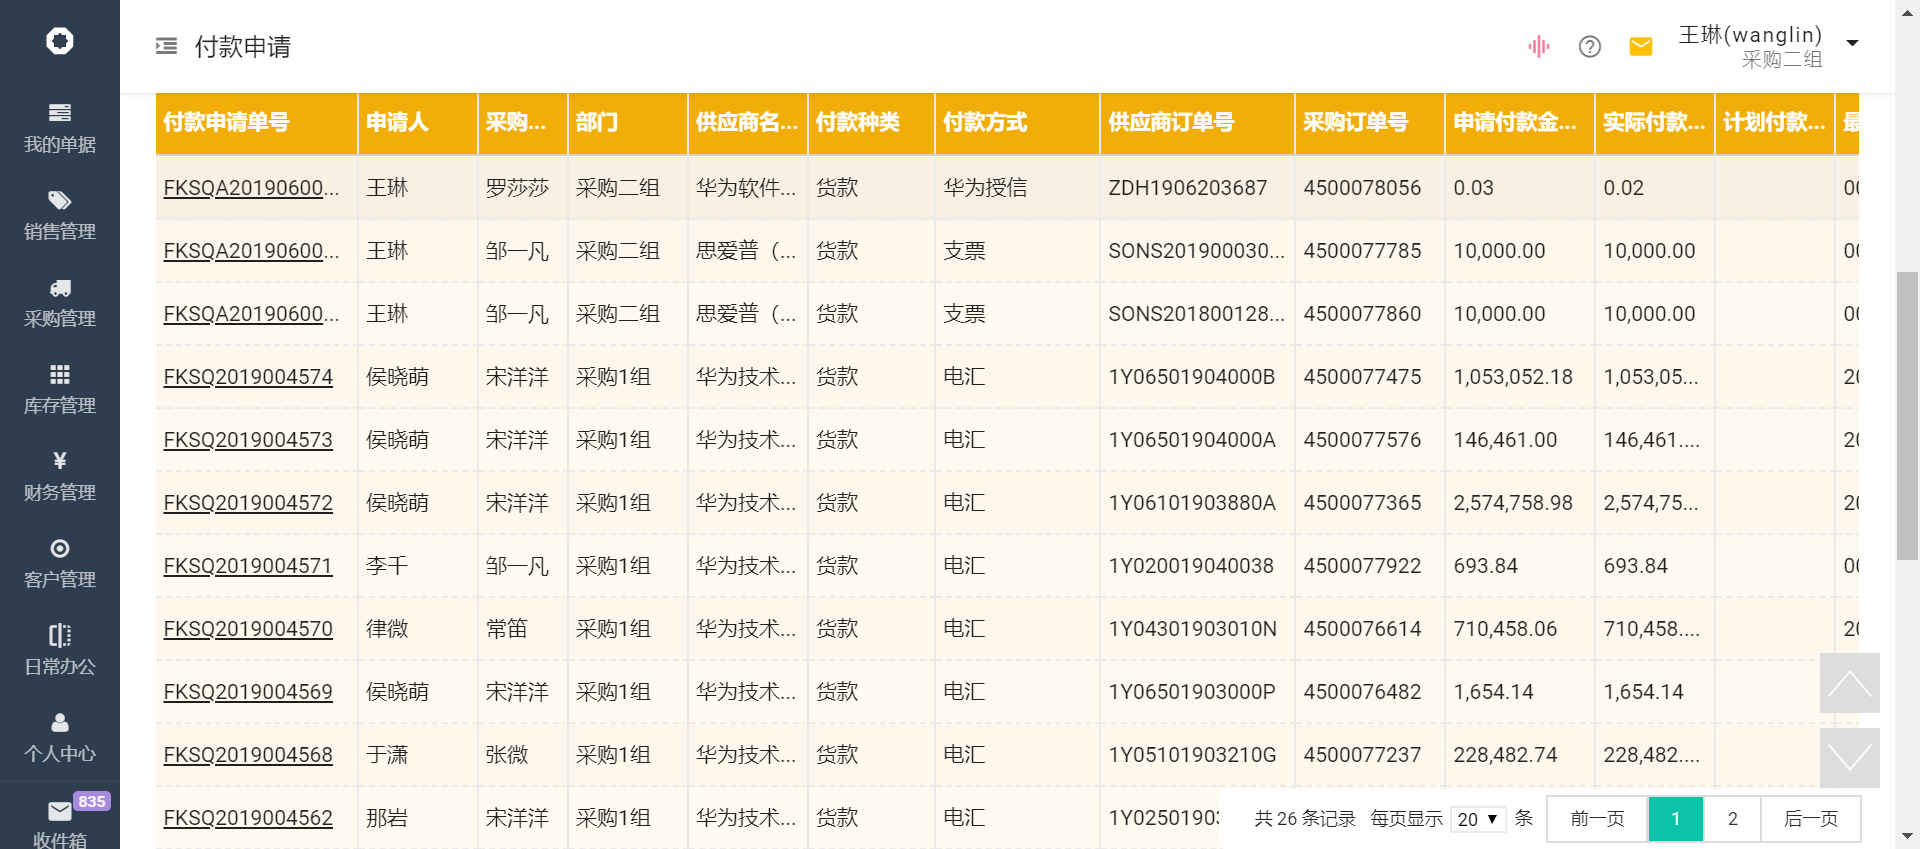 付款申请
王琳(wanglin)
采购二组
我的单据
销售管理
采购管理
库存管理
¥
财务管理
客户管理
日常办公
个人中心
835
收件箱
付款申请单号 申请人 采购... 部门 供应商名... 付款种类 付款方式 供应商订单号 采购订单号 申请付款金... 实际付款... 计划付款... 最
FKSQA20190600... 王琳 罗莎莎 采购二组 华为软件... 货款 华为授信 ZDH1906203687 4500078056 0.03 0.02 00
FKSQA20190600... 王琳 邹一凡 采购二组 思爱普（... 货款 支票 SONS201900030... 4500077785 10,000.00 10,000.00 00
FKSQA20190600... 王琳 邹一凡 采购二组 思爱普（... 货款 支票 SONS201800128... 4500077860 10,000.00 10,000.00 00
FKSQ2019004574 侯晓萌 宋洋洋 采购1组 华为技术... 货款 电汇 1Y06501904000B 4500077475 1,053,052.18 1,053,05... 20
FKSQ2019004573 侯晓萌 宋洋洋 采购1组 华为技术... 货款 电汇 1Y06501904000A 4500077576 146,461.00 146,461.... 20
FKSQ2019004572 侯晓萌 宋洋洋 采购1组 华为技术... 货款 电汇 1Y06101903880A 4500077365 2,574,758.98 2,574,75... 20
FKSQ2019004571 李千 邹一凡 采购1组 华为技术... 货款 电汇 1Y020019040038 4500077922 693.84 693.84 00
FKSQ2019004570 律微 常笛 采购1组 华为技术... 货款 电汇 1Y04301903010N 4500076614 710,458.06 710,458.... 20
FKSQ2019004569 侯晓萌 宋洋洋 采购1组 华为技术... 货款 电汇 1Y06501903000P 4500076482 1,654.14 1,654.14
FKSQ2019004568 于潇 张微 采购1组 华为技术... 货款 电汇 1Y05101903210G 4500077237 228,482.74 228,482....
FKSQ2019004562 那岩 宋洋洋 采购1组 华为技术... 货款 电汇 1Y02501903
共 26 条记录 每页显示 20 条 前一页 1 2 后一页